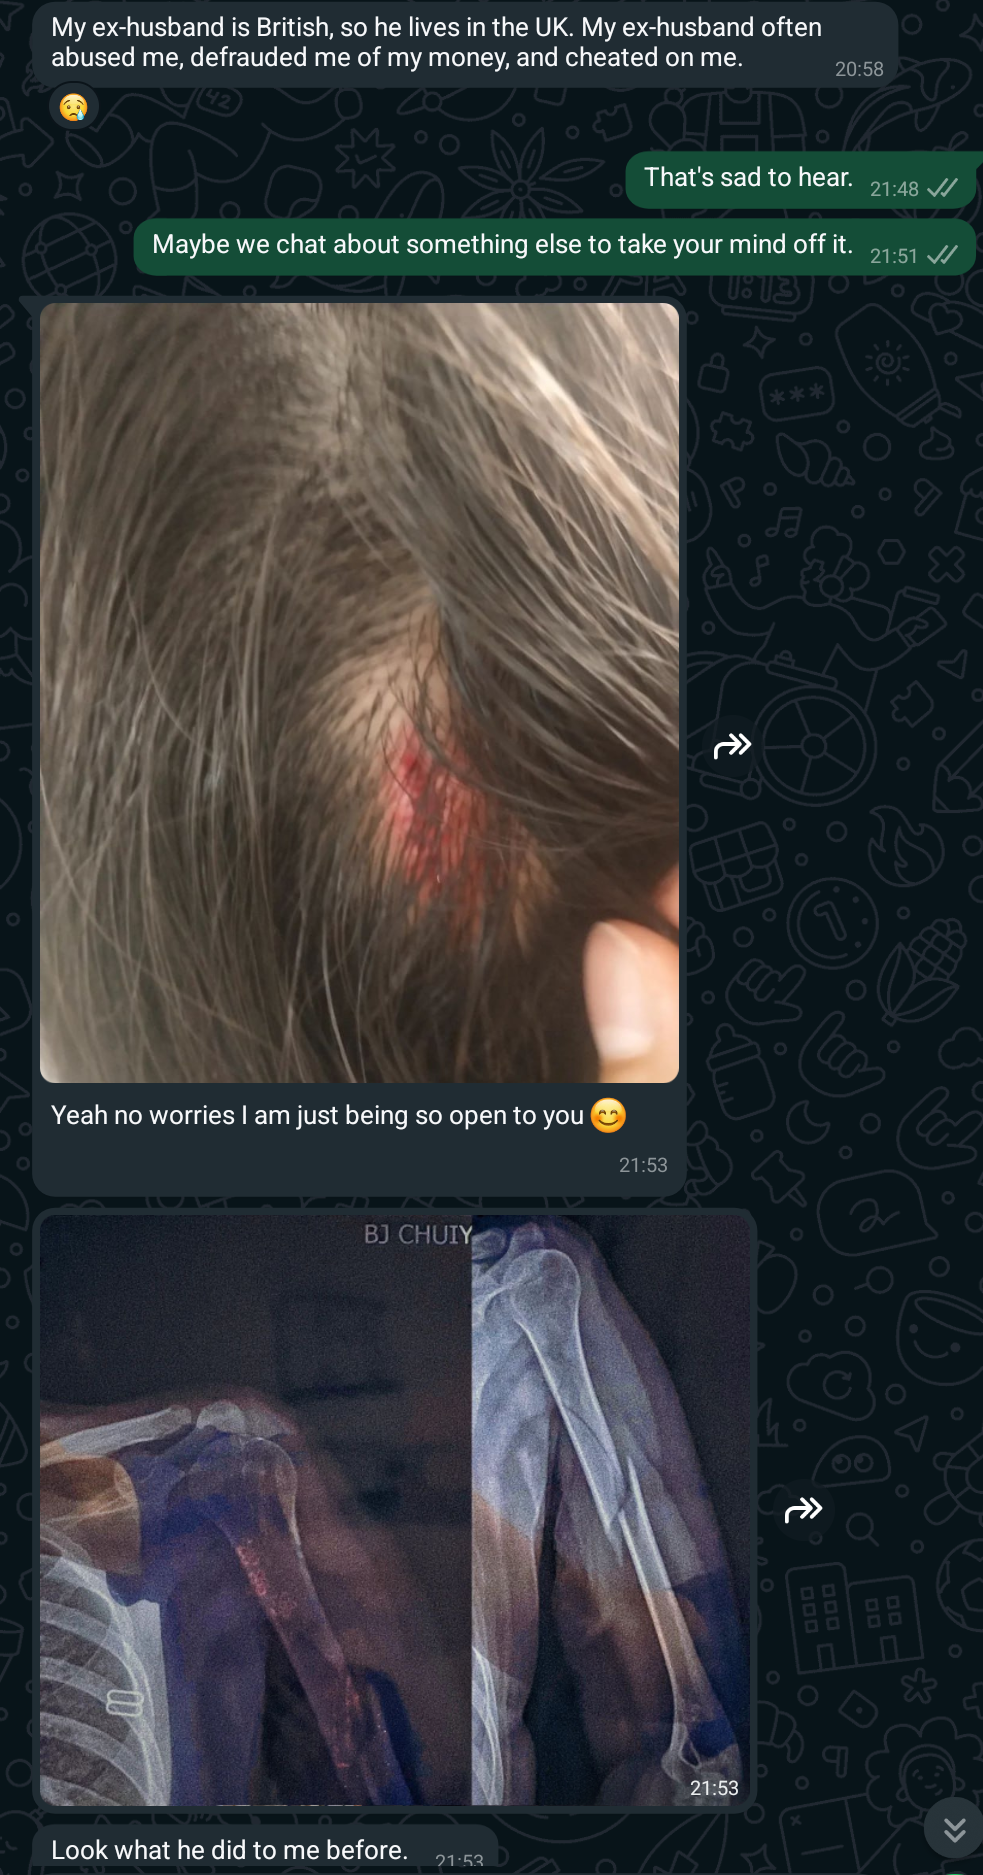 My ex-husband is British, so he lives in the UK. My ex-husband often
abused me, defrauded me of my money, and cheated on me.
20:58
That's sad to hear.
21:48
Maybe we chat about something else to take your mind off it.
21:51
Yeah no worries I am just being so open to you 😊
21:53
BJ CHUIY
21:53
Look what he did to me before.
21:53